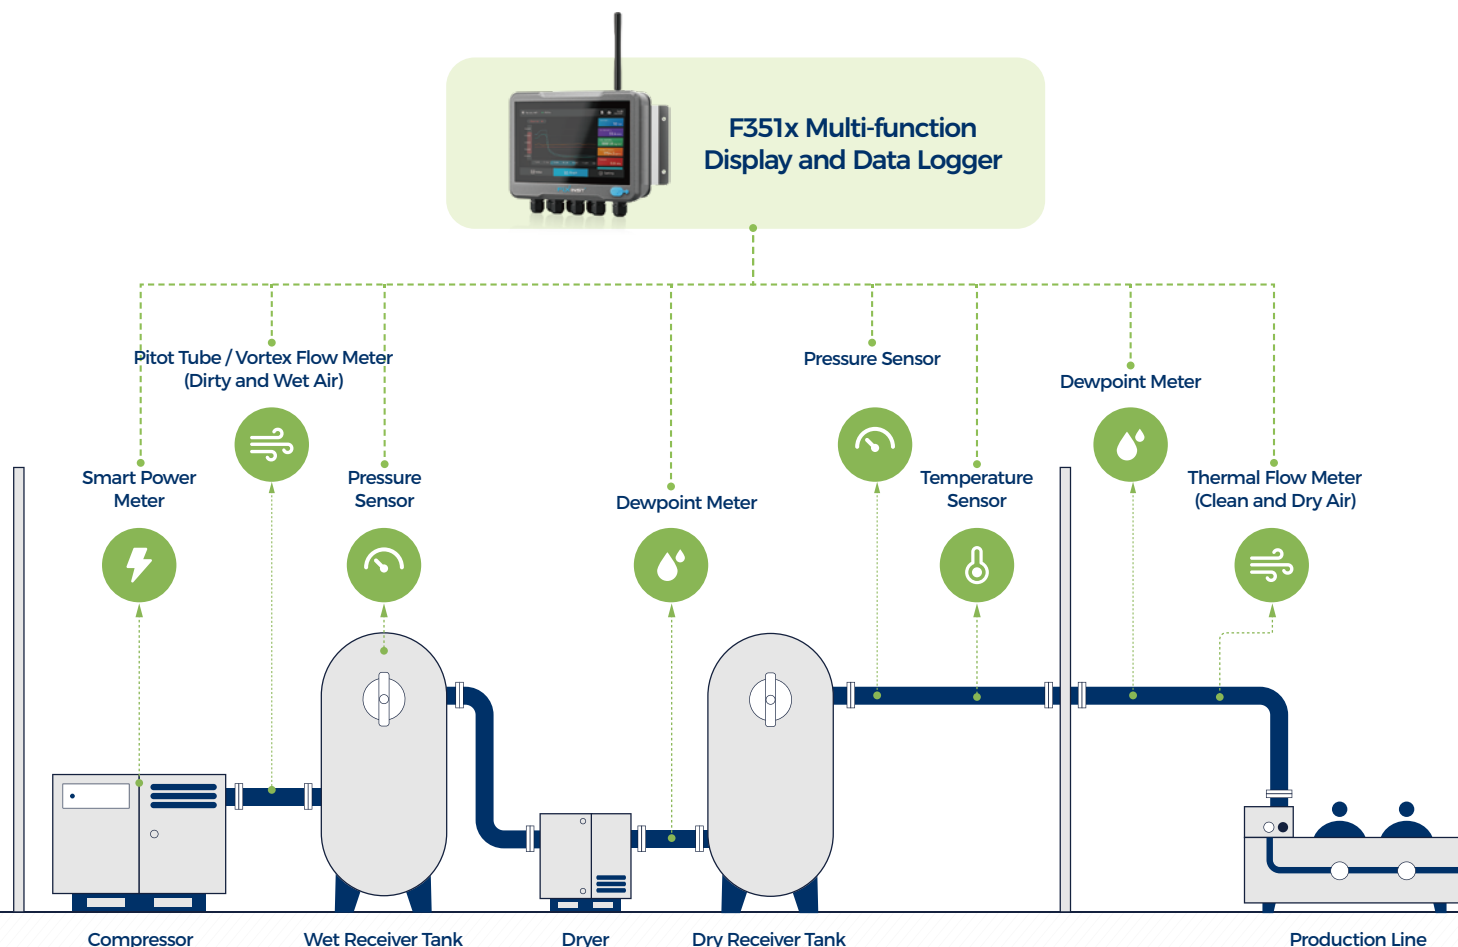 F351x Multi-function
Display and Data Logger
Pitot Tube / Vortex Flow Meter
(Dirty and Wet Air)
Pressure Sensor
Dewpoint Meter
Smart Power
Meter
Pressure
Sensor
Dewpoint Meter
Temperature
Sensor
Thermal Flow Meter
(Clean and Dry Air)
Compressor
Wet Receiver Tank
Dryer
Dry Receiver Tank
Production Line